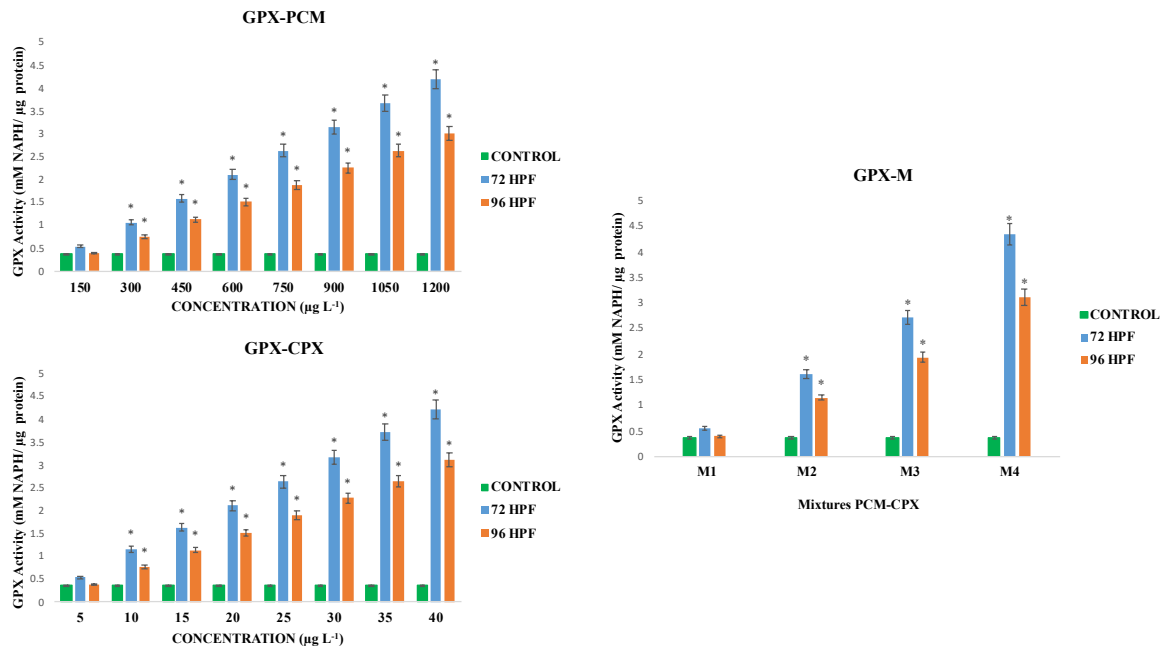 GPX-PCM
GPX Activity (mM NAPH/ µg protein)
5
4.5
4
3.5
3
2.5
2
1.5
1
0.5
0
* * * * * * * * * * * * * *
150 300 450 600 750 900 1050 1200
CONCENTRATION (µg L-1)
CONTROL
72 HPF
96 HPF
GPX-CPX
GPX Activity (mM NAPH/ µg protein)
5
4.5
4
3.5
3
2.5
2
1.5
1
0.5
0
* * * * * * * * * * * * * *
5 10 15 20 25 30 35 40
CONCENTRATION (µg L-1)
CONTROL
72 HPF
96 HPF
GPX-M
GPX Activity (mM NAPH/ µg protein)
5
4.5
4
3.5
3
2.5
2
1.5
1
0.5
0
* * * * * *
M1 M2 M3 M4
Mixtures PCM-CPX
CONTROL
72 HPF
96 HPF